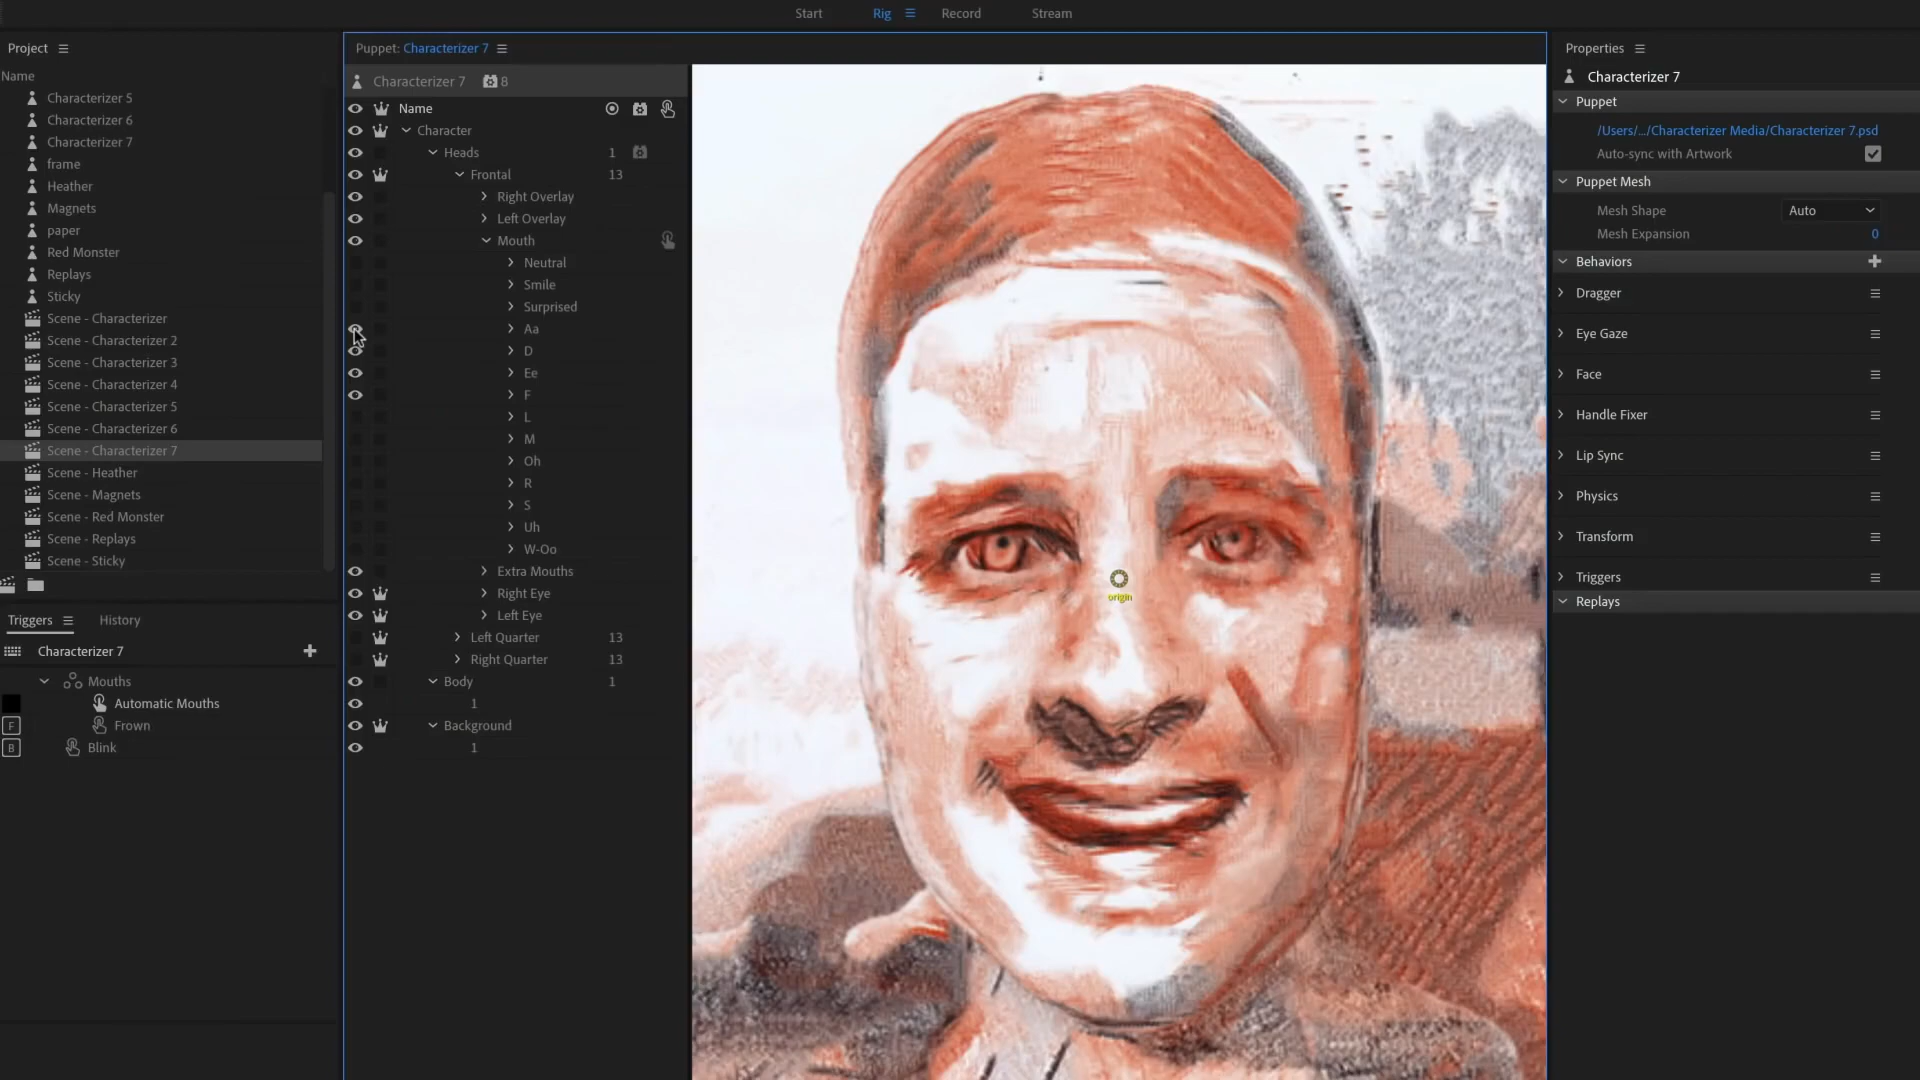 Start
Rig
Record
Stream
Project
Name
Characterizer 5
Characterizer 6
Characterizer 7
frame
Heather
Magnets
paper
Red Monster
Replays
Sticky
Scene - Characterizer
Scene - Characterizer 2
Scene - Characterizer 3
Scene - Characterizer 4
Scene - Characterizer 5
Scene - Characterizer 6
Scene - Characterizer 7
Scene - Heather
Scene - Magnets
Scene - Red Monster
Scene - Replays
Scene - Sticky
Triggers
History
Characterizer 7
Mouths
Automatic Mouths
F
Frown
B
Blink
Puppet: Characterizer 7
Characterizer 7
8
Name
Character
Heads 1
Frontal 13
Right Overlay
Left Overlay
Mouth
Neutral
Smile
Surprised
Aa
D
Ee
F
L
M
Oh
R
S
Uh
W-Oo
Extra Mouths
Right Eye
Left Eye
Left Quarter 13
Right Quarter 13
Body 1
1
Background
1
origin
Properties
Characterizer 7
Puppet
/Users/.../Characterizer Media/Characterizer 7.psd
Auto-sync with Artwork
Puppet Mesh
Mesh Shape Auto
Mesh Expansion 0
Behaviors
Dragger
Eye Gaze
Face
Handle Fixer
Lip Sync
Physics
Transform
Triggers
Replays